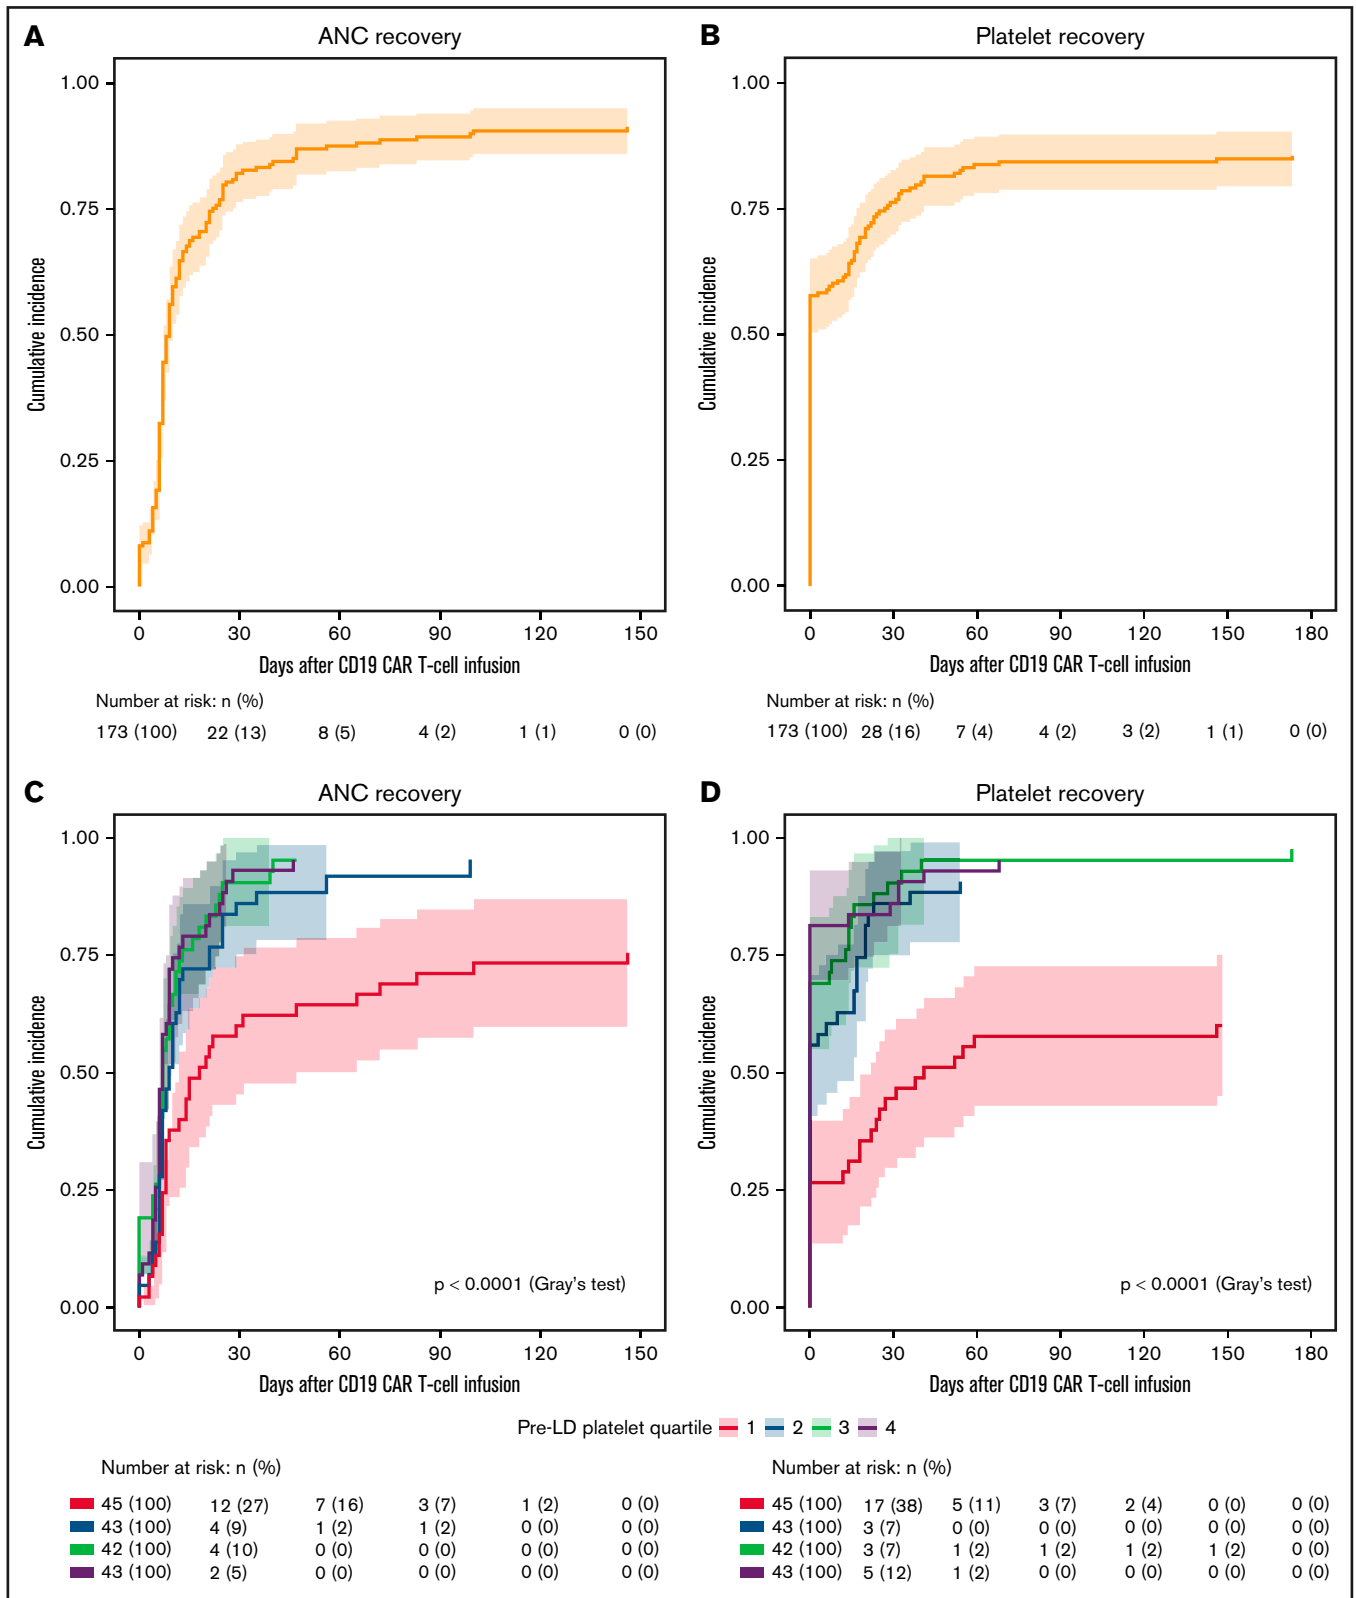 A
ANC recovery
1.00
0.75
0.50
0.25
0.00
Cumulative incidence
0 30 60 90 120 150
Days after CD19 CAR T-cell infusion
Number at risk: n (%)
173 (100) 22 (13) 8 (5) 4 (2) 1 (1) 0 (0)
B
Platelet recovery
1.00
0.75
0.50
0.25
0.00
Cumulative incidence
0 30 60 90 120 150 180
Days after CD19 CAR T-cell infusion
Number at risk: n (%)
173 (100) 28 (16) 7 (4) 4 (2) 3 (2) 1 (1) 0 (0)
C
ANC recovery
1.00
0.75
0.50
0.25
0.00
Cumulative incidence
p < 0.0001 (Gray's test)
0 30 60 90 120 150
Days after CD19 CAR T-cell infusion
D
Platelet recovery
1.00
0.75
0.50
0.25
0.00
Cumulative incidence
p < 0.0001 (Gray's test)
0 30 60 90 120 150 180
Days after CD19 CAR T-cell infusion
Pre-LD platelet quartile 1 2 3 4
Number at risk: n (%)
45 (100) 12 (27) 7 (16) 3 (7) 1 (2) 0 (0)
43 (100) 4 (9) 1 (2) 1 (2) 0 (0) 0 (0)
42 (100) 4 (10) 0 (0) 0 (0) 0 (0) 0 (0)
43 (100) 2 (5) 0 (0) 0 (0) 0 (0) 0 (0)
Number at risk: n (%)
45 (100) 17 (38) 5 (11) 3 (7) 2 (4) 0 (0) 0 (0)
43 (100) 3 (7) 0 (0) 0 (0) 0 (0) 0 (0) 0 (0)
42 (100) 3 (7) 1 (2) 1 (2) 1 (2) 1 (2) 0 (0)
43 (100) 5 (12) 1 (2) 0 (0) 0 (0) 0 (0) 0 (0)